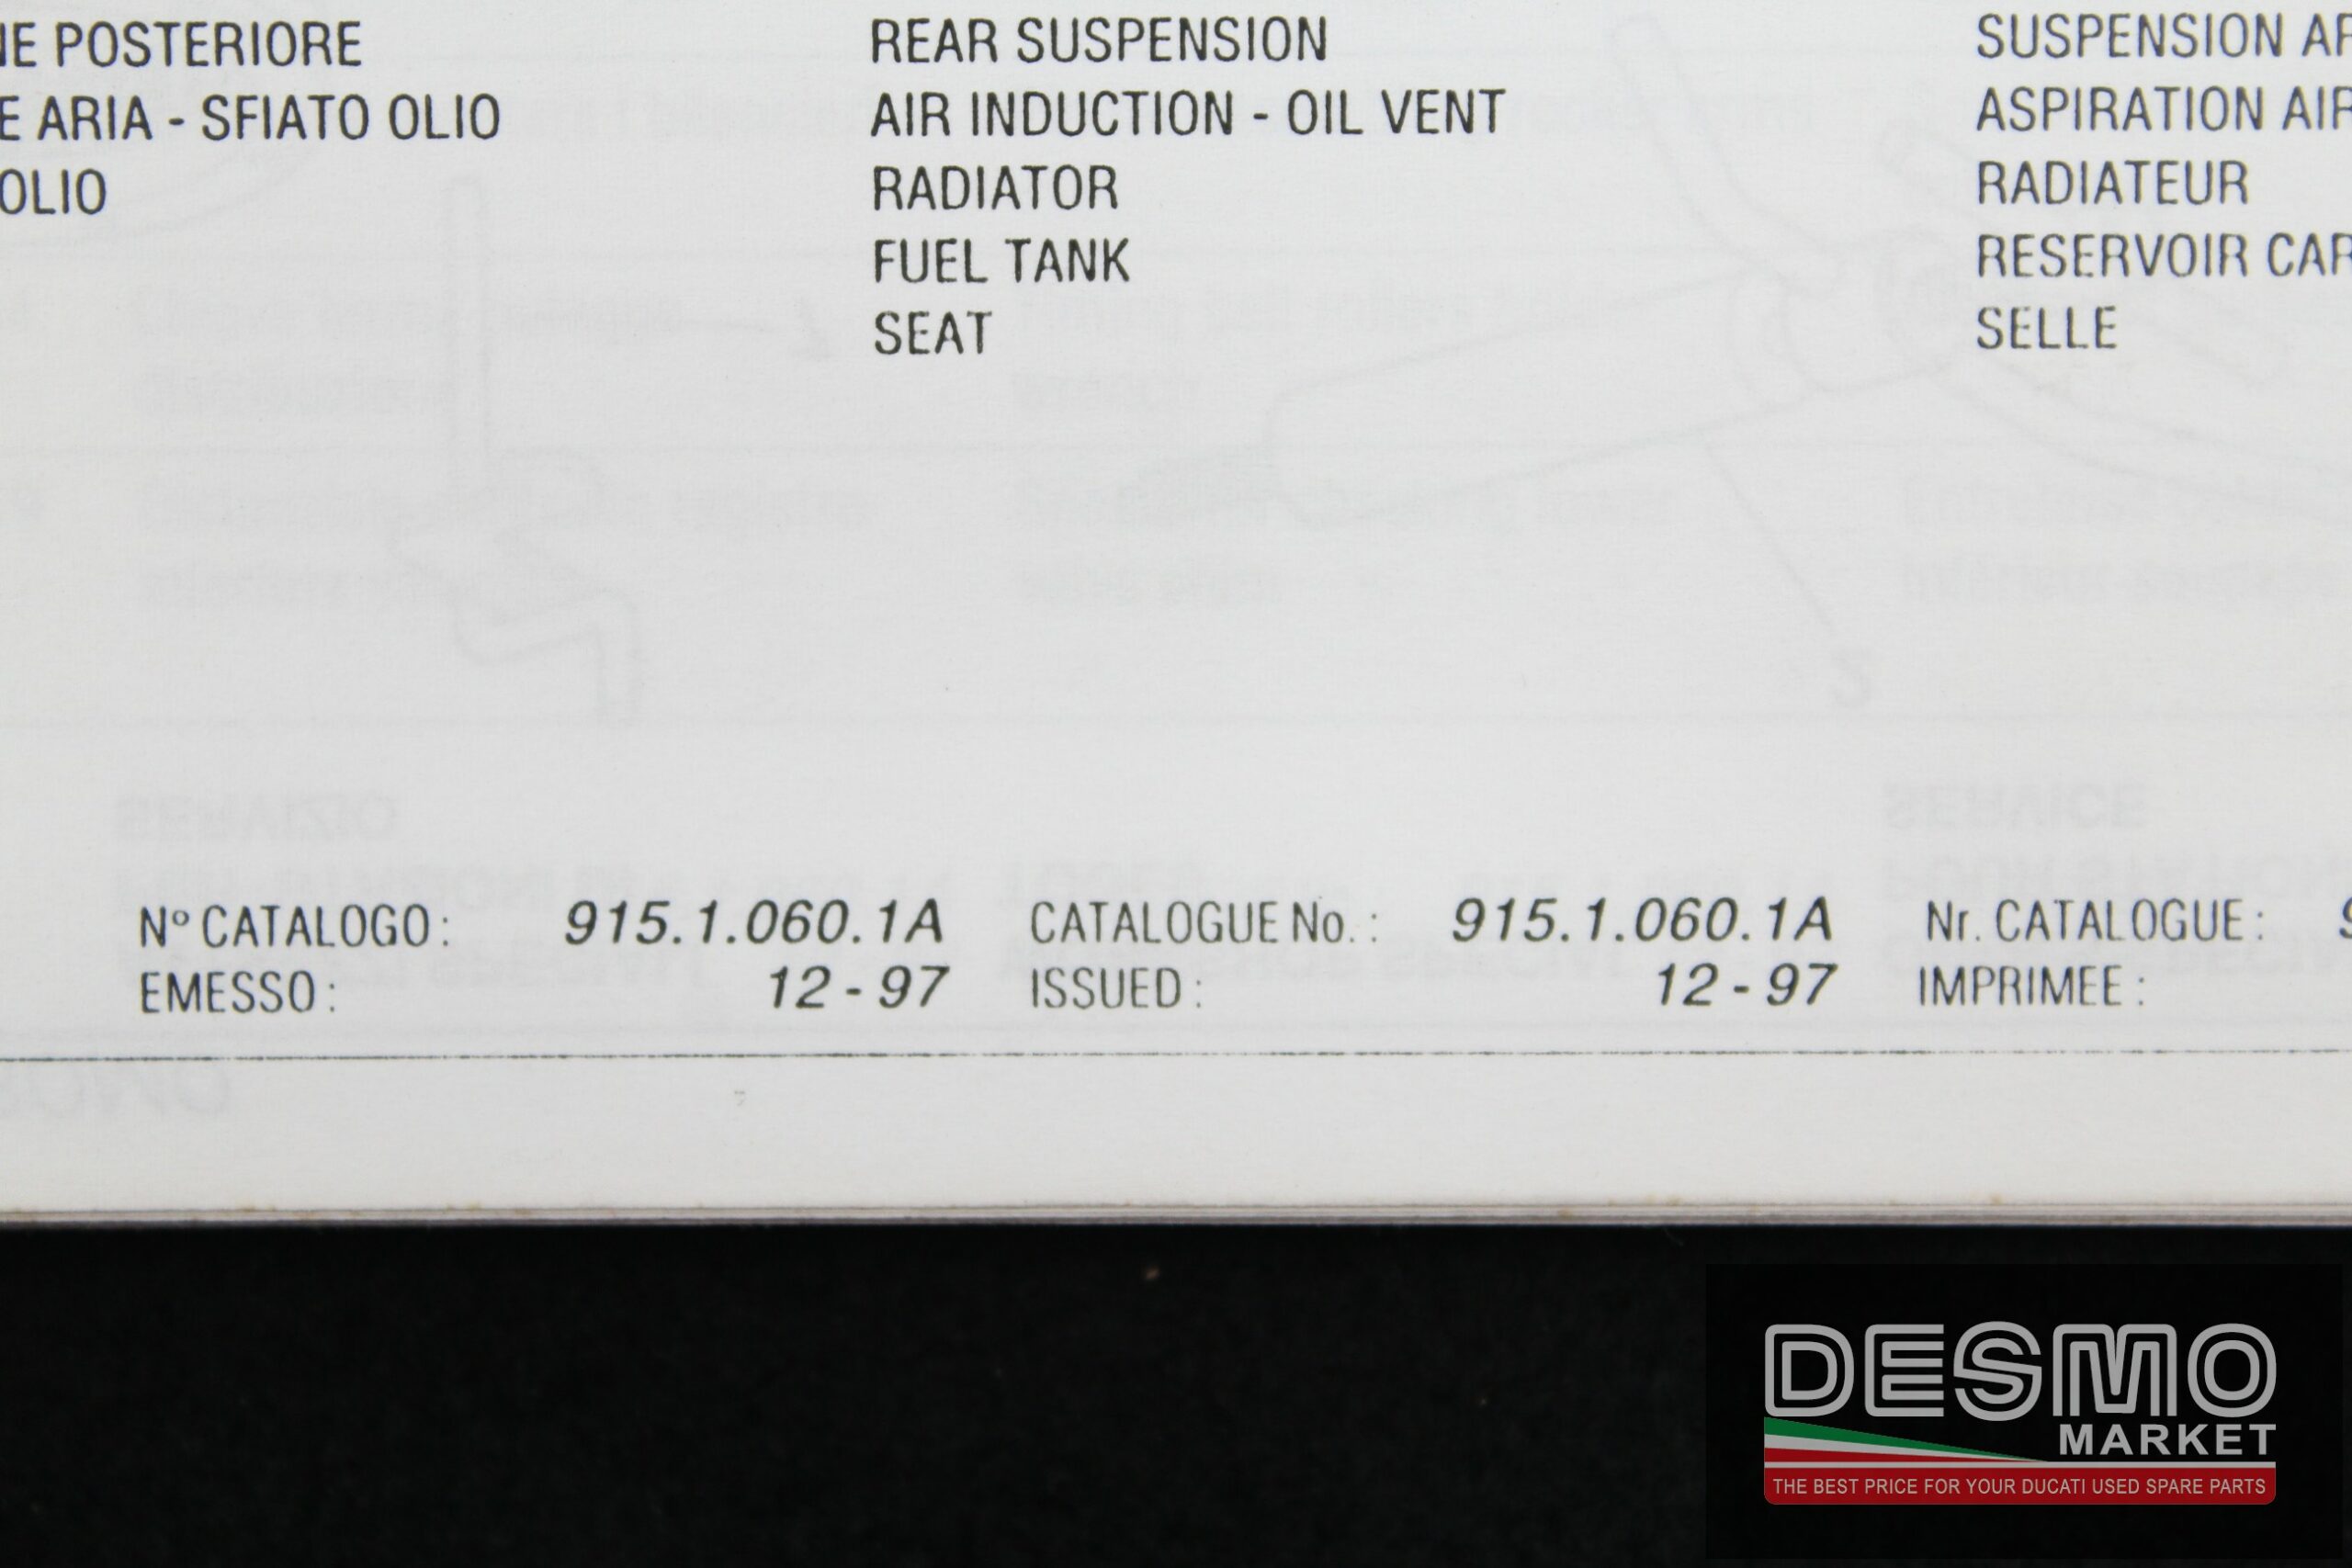 NE POSTERIORE
E ARIA - SFIATO OLIO
OLIO
REAR SUSPENSION
AIR INDUCTION - OIL VENT
RADIATOR
FUEL TANK
SEAT
SUSPENSION AR
ASPIRATION AIR
RADIATEUR
RESERVOIR CAR
SELLE
N° CATALOGO : 915.1.060.1A CATALOGUE No. : 915.1.060.1A Nr. CATALOGUE : 9
EMESSO : 12 - 97 ISSUED : 12 - 97 IMPRIMEE :
DESMO
MARKET
THE BEST PRICE FOR YOUR DUCATI USED SPARE PARTS